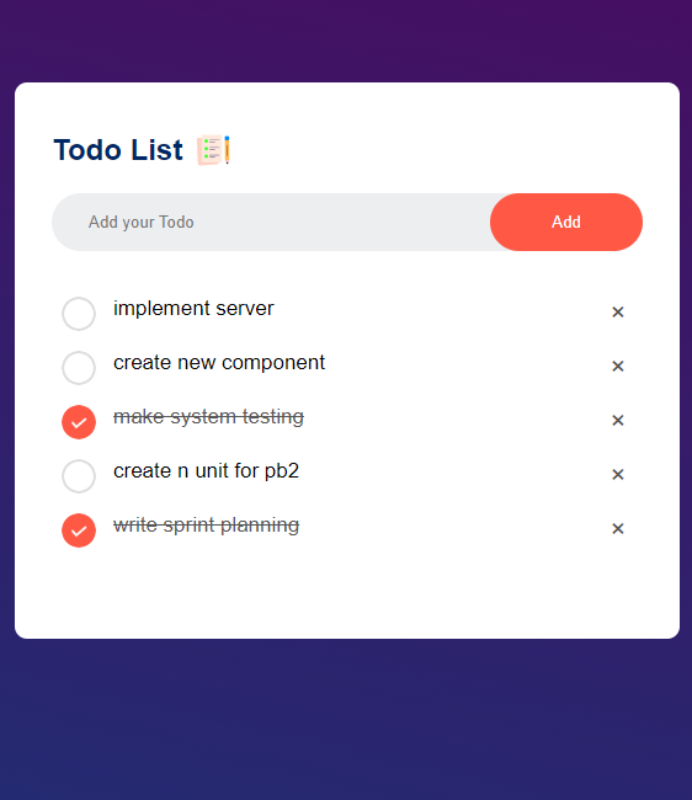 Todo List
Add your Todo
Add
implement server
create new component
make system testing
create n unit for pb2
write sprint planning